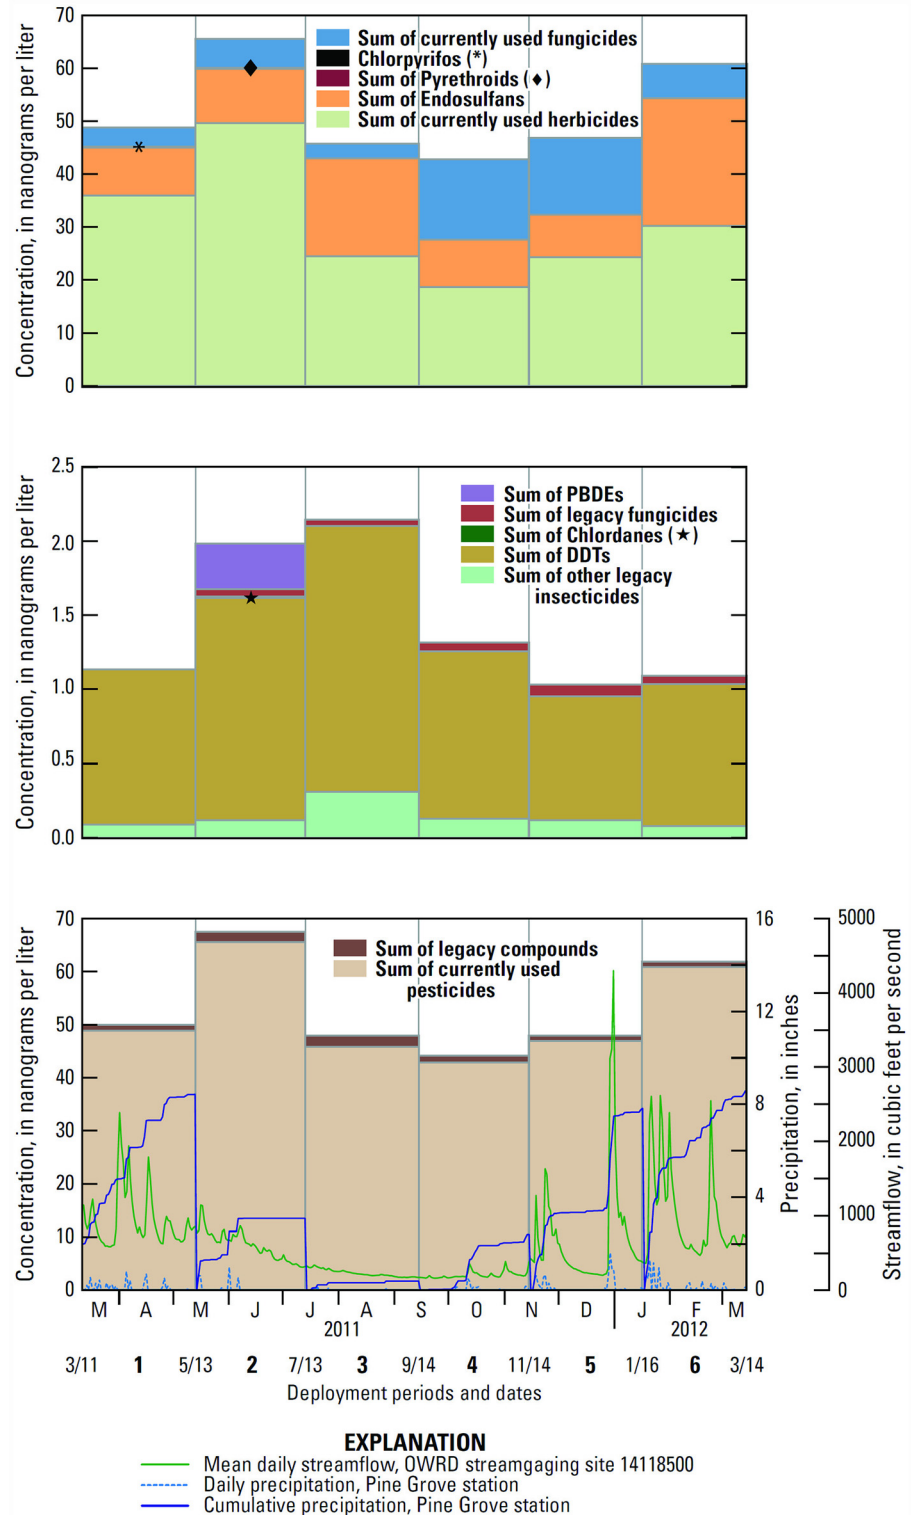 Concentration, in nanograms per liter
70
60
50
40
30
20
10
0
Sum of currently used fungicides
Chlorpyrifos (*)
Sum of Pyrethroids (♦)
Sum of Endosulfans
Sum of currently used herbicides
Concentration, in nanograms per liter
2.5
2.0
1.5
1.0
0.5
0.0
Sum of PBDEs
Sum of legacy fungicides
Sum of Chlordanes (★)
Sum of DDTs
Sum of other legacy
insecticides
Concentration, in nanograms per liter
70
60
50
40
30
20
10
0
Sum of legacy compounds
Sum of currently used
pesticides
16
12
8
4
0
Precipitation, in inches
5000
4000
3000
2000
1000
0
Streamflow, in cubic feet per second
M A M J J A S O N D J F M
2011 2012
3/11 1 5/13 2 7/13 3 9/14 4 11/14 5 1/16 6 3/14
Deployment periods and dates
EXPLANATION
Mean daily streamflow, OWRD streamgaging site 14118500
Daily precipitation, Pine Grove station
Cumulative precipitation, Pine Grove station